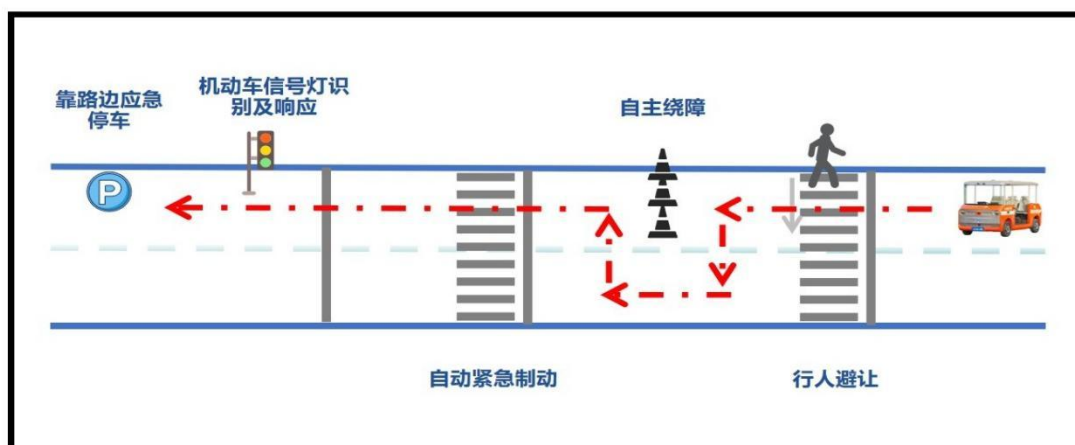 靠路边应急
停车
机动车信号灯识
别及响应
自主绕障
P
自动紧急制动
行人避让